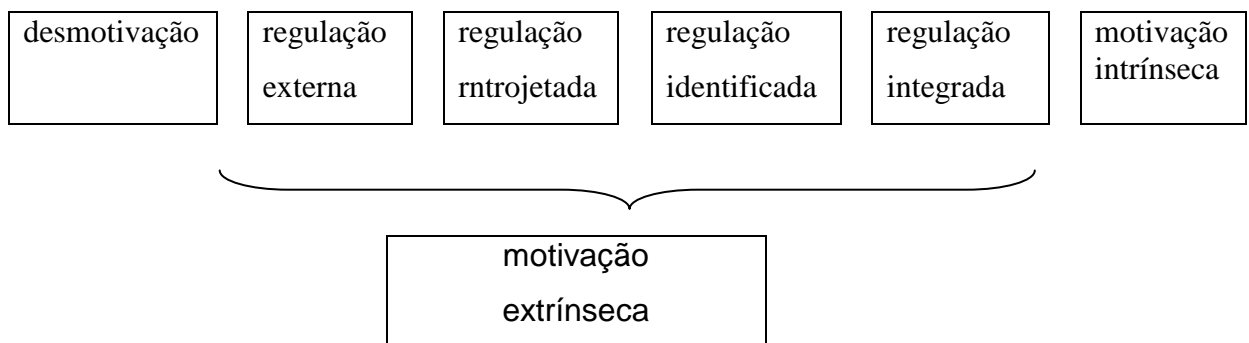 desmotivação
regulação
externa
regulação
rntrojetada
regulação
identificada
regulação
integrada
motivação
intrínseca
motivação
extrínseca